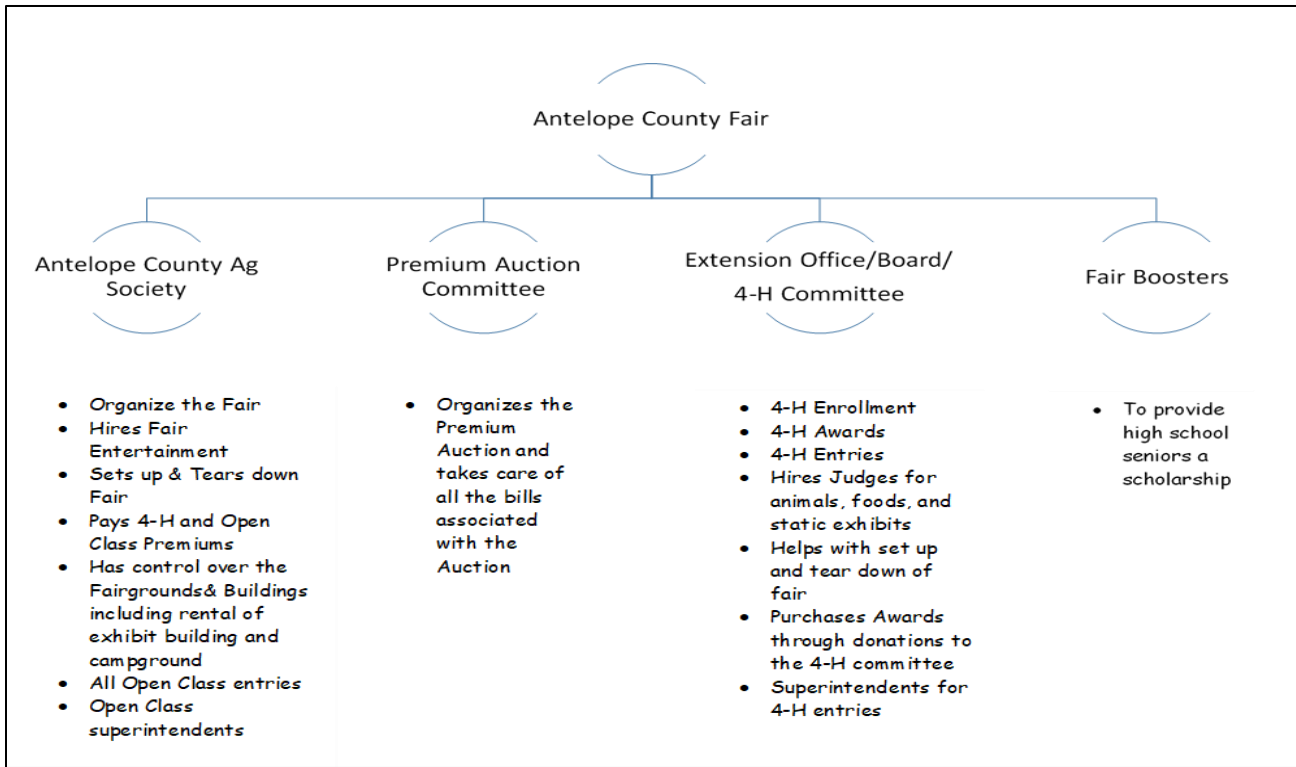 Antelope County Fair
Antelope County Ag
Society
Premium Auction
Committee
Extension Office/Board/
4-H Committee
Fair Boosters
• Organize the Fair
• Hires Fair
Entertainment
• Sets up & Tears down
Fair
• Pays 4-H and Open
Class Premiums
• Has control over the
Fairgrounds& Buildings
including rental of
exhibit building and
campground
• All Open Class entries
• Open Class
superintendents
• Organizes the
Premium
Auction and
takes care of
all the bills
associated
with the
Auction
• 4-H Enrollment
• 4-H Awards
• 4-H Entries
• Hires Judges for
animals, foods, and
static exhibits
• Helps with set up
and tear down of
fair
• Purchases Awards
through donations to
the 4-H committee
• Superintendents for
4-H entries
• To provide
high school
seniors a
scholarship